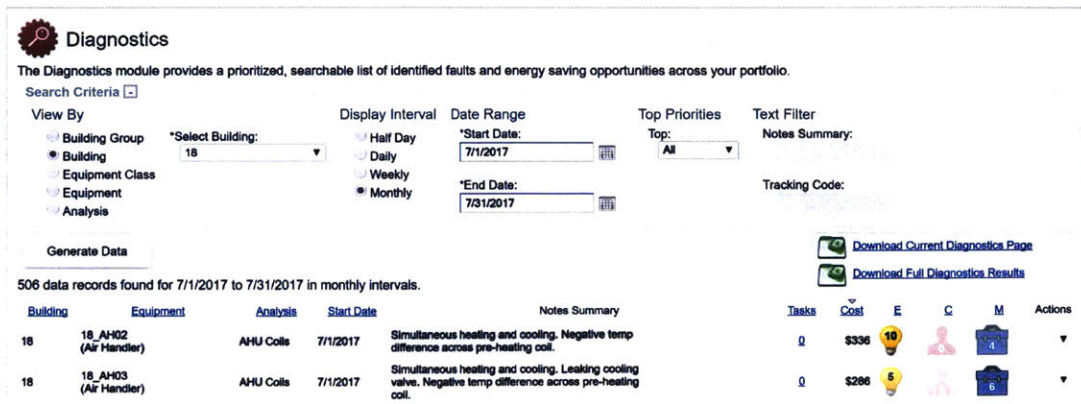 Diagnostics
The Diagnostics module provides a prioritized, searchable list of identified faults and energy saving opportunities across your portfolio.
Search Criteria [-]
View By
Building Group
Building
Equipment Class
Equipment
Analysis
*Select Building:
18
Display Interval
Half Day
Daily
Weekly
Monthly
Date Range
*Start Date:
7/1/2017
*End Date:
7/31/2017
Top Priorities
Top:
All
Text Filter
Notes Summary:
Tracking Code:
Generate Data
Download Current Diagnostics Page
Download Full Diagnostics Results
506 data records found for 7/1/2017 to 7/31/2017 in monthly intervals.
Building Equipment Analysis Start Date Notes Summary Tasks Cost E C M Actions
18 18_AH02 (Air Handler) AHU Coils 7/1/2017 Simultaneous heating and cooling. Negative temp
difference across pre-heating coil. 0 $336 10 4
18 18_AH03 (Air Handler) AHU Coils 7/1/2017 Simultaneous heating and cooling. Leaking cooling
valve. Negative temp difference across pre-heating
coil. 0 $286 5 6